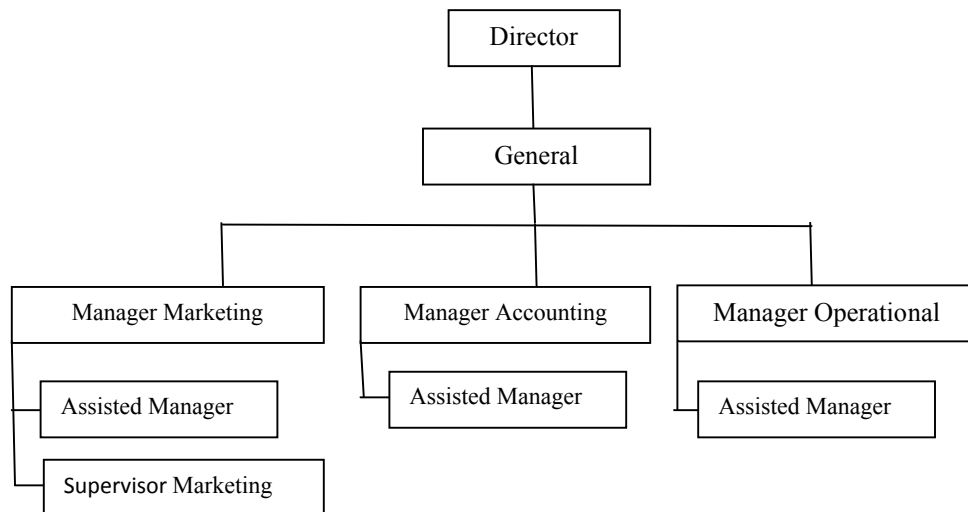 Director
General
Manager Marketing
Manager Accounting
Manager Operational
Assisted Manager
Assisted Manager
Assisted Manager
Supervisor Marketing